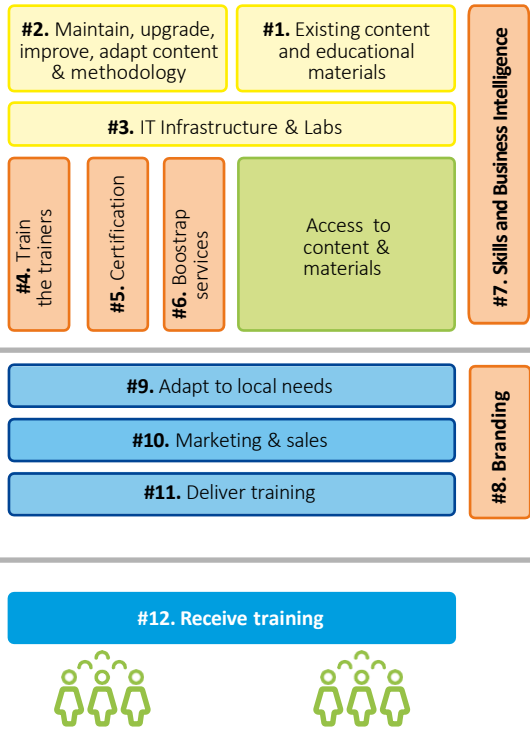 #2. Maintain, upgrade,
improve, adapt content
& methodology
#1. Existing content
and educational
materials
#3. IT Infrastructure & Labs
#4. Train
the trainers
#5. Certification
#6. Boostrap
services
Access to
content &
materials
#7. Skills and Business Intelligence
#9. Adapt to local needs
#10. Marketing & sales
#11. Deliver training
#8. Branding
#12. Receive training